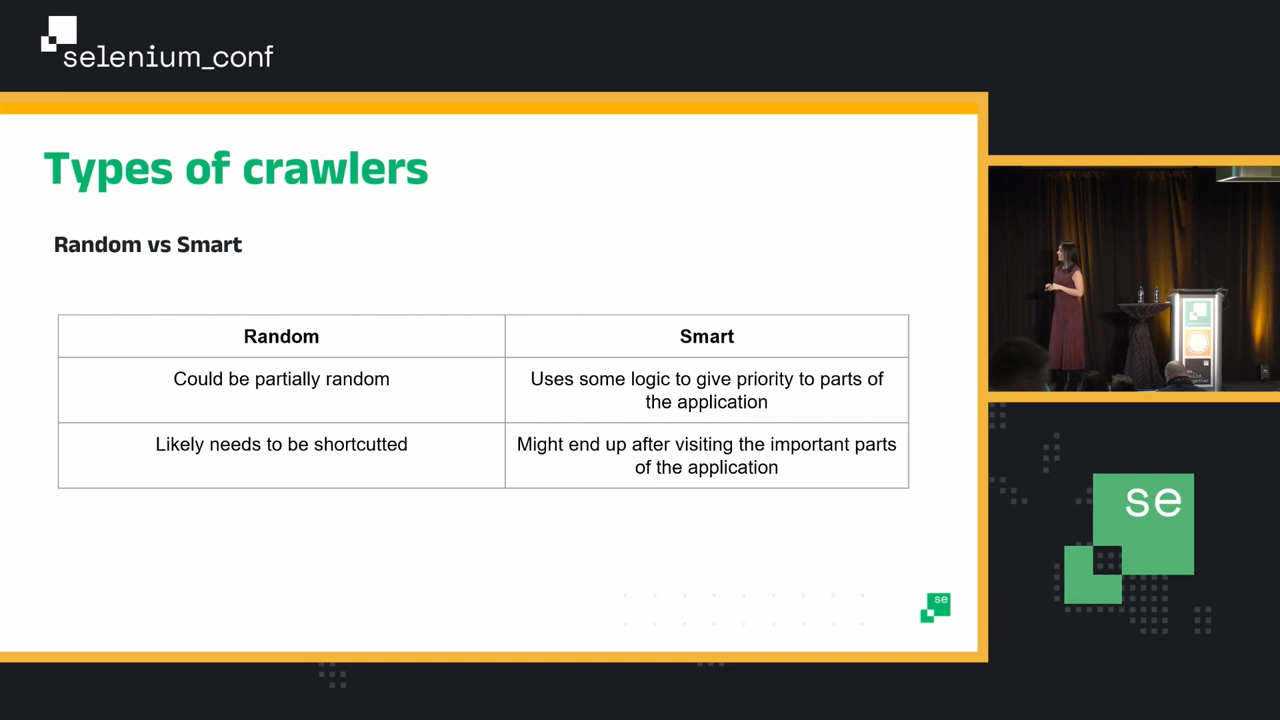 selenium_conf
Types of crawlers
Random vs Smart
Random
Smart
Could be partially random
Uses some logic to give priority to parts of
the application
Likely needs to be shortcutted
Might end up after visiting the important parts
of the application
se
se